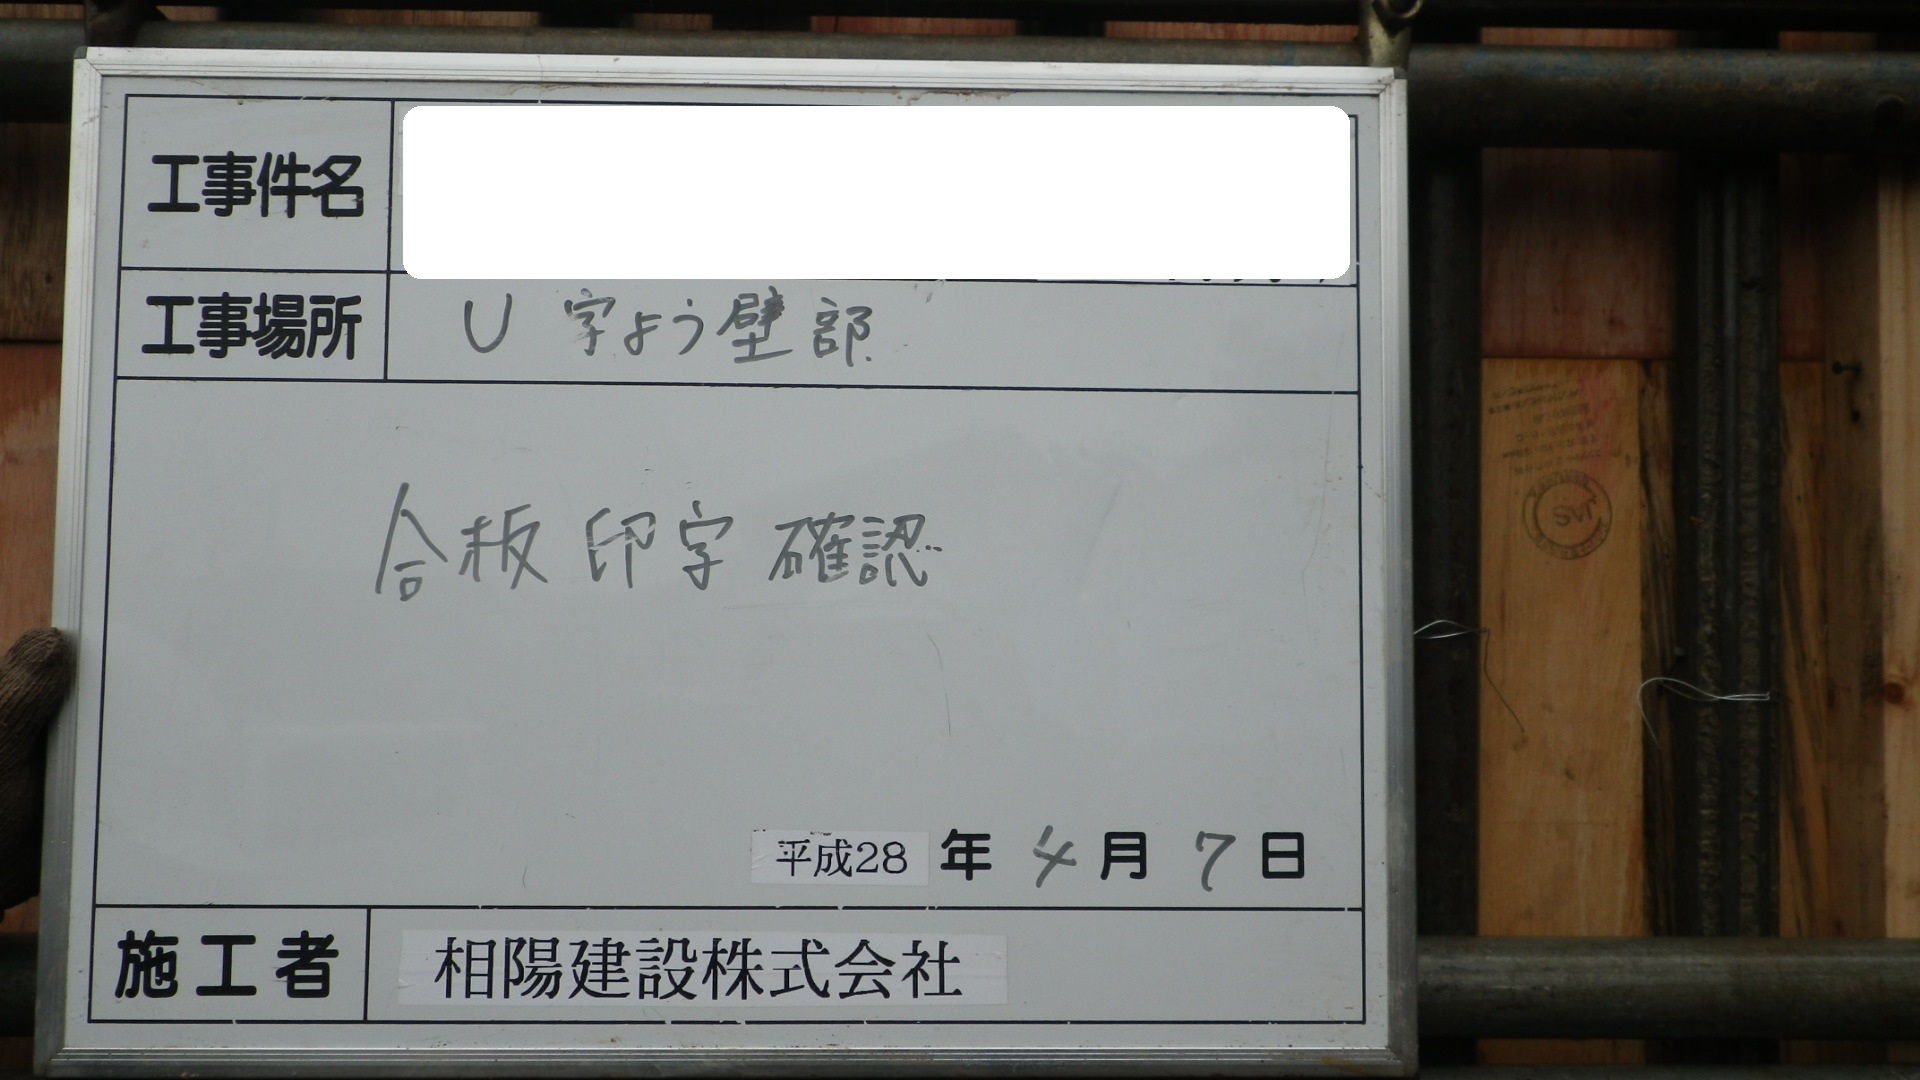 工事件名
工事場所 U字よう壁部
合板 印字 確認
平成28年4月7日
施工者 相陽建設株式会社
JAS